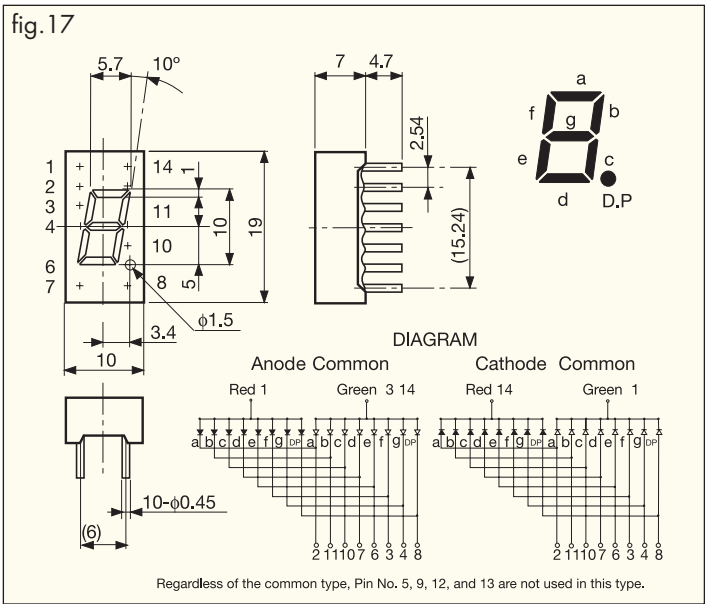 fig.17
5.7
10°
7
4.7
2.54
(15.24)
a
f
b
g
e
c
d
D.P
1
14
2
3
11
4
10
6
7
8
1
10
5
19
3.4
φ1.5
10
10-φ0.45
(6)
DIAGRAM
Anode Common
Cathode Common
Red 1
Green 3 14
Red 14
Green 1
a b c d e f g DP a b c d e f g DP
a b c d e f g DP a b c d e f g DP
2 11 10 7 6 3 4 8
2 11 10 7 6 3 4 8
Regardless of the common type, Pin No. 5, 9, 12, and 13 are not used in this type.